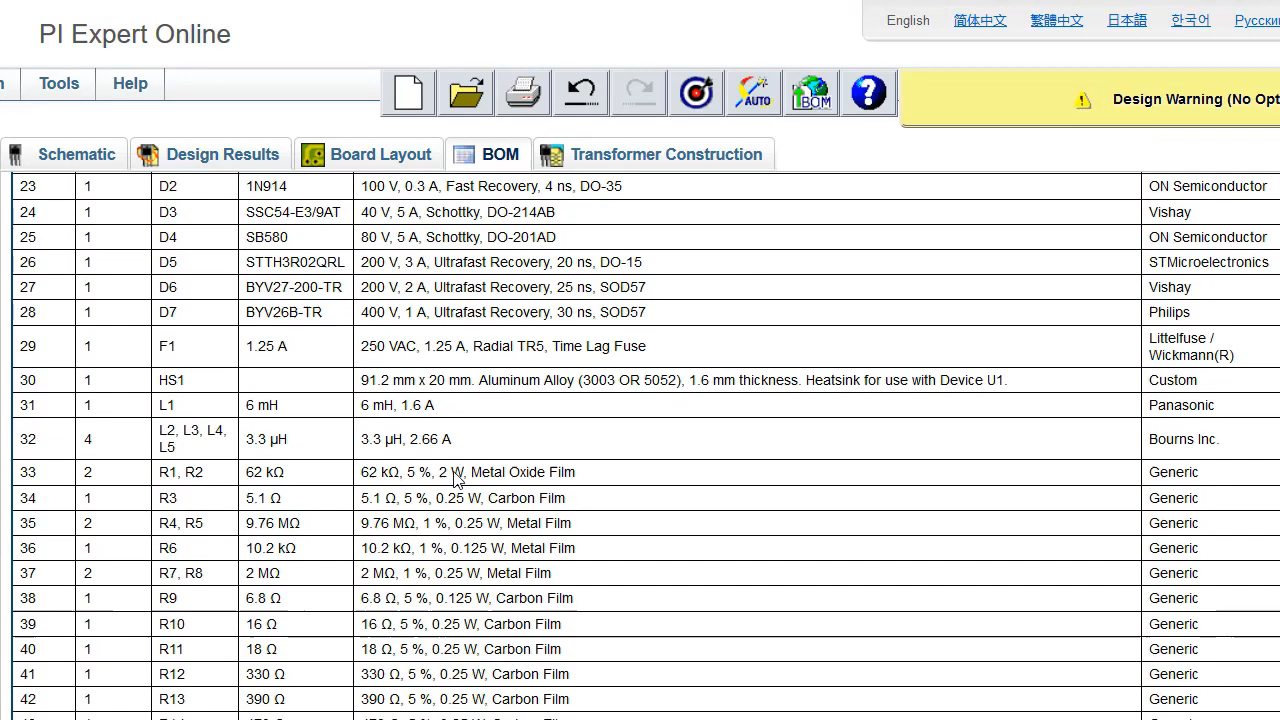 English 简体中文 繁體中文 日本語 한국어 Русски
PI Expert Online
Tools Help
AUTO BOM ?
Design Warning (No Opt
Schematic Design Results Board Layout BOM Transformer Construction
23 1 D2 1N914 100 V, 0.3 A, Fast Recovery, 4 ns, DO-35 ON Semiconductor
24 1 D3 SSC54-E3/9AT 40 V, 5 A, Schottky, DO-214AB Vishay
25 1 D4 SB580 80 V, 5 A, Schottky, DO-201AD ON Semiconductor
26 1 D5 STTH3R02QRL 200 V, 3 A, Ultrafast Recovery, 20 ns, DO-15 STMicroelectronics
27 1 D6 BYV27-200-TR 200 V, 2 A, Ultrafast Recovery, 25 ns, SOD57 Vishay
28 1 D7 BYV26B-TR 400 V, 1 A, Ultrafast Recovery, 30 ns, SOD57 Philips
29 1 F1 1.25 A 250 VAC, 1.25 A, Radial TR5, Time Lag Fuse Littelfuse /
Wickmann(R)
30 1 HS1 91.2 mm x 20 mm. Aluminum Alloy (3003 OR 5052), 1.6 mm thickness. Heatsink for use with Device U1. Custom
31 1 L1 6 mH 6 mH, 1.6 A Panasonic
32 4 L2, L3, L4,
L5 3.3 µH 3.3 µH, 2.66 A Bourns Inc.
33 2 R1, R2 62 kΩ 62 kΩ, 5 %, 2 W, Metal Oxide Film Generic
34 1 R3 5.1 Ω 5.1 Ω, 5 %, 0.25 W, Carbon Film Generic
35 2 R4, R5 9.76 MΩ 9.76 MΩ, 1 %, 0.25 W, Metal Film Generic
36 1 R6 10.2 kΩ 10.2 kΩ, 1 %, 0.125 W, Metal Film Generic
37 2 R7, R8 2 MΩ 2 MΩ, 1 %, 0.25 W, Metal Film Generic
38 1 R9 6.8 Ω 6.8 Ω, 5 %, 0.125 W, Carbon Film Generic
39 1 R10 16 Ω 16 Ω, 5 %, 0.25 W, Carbon Film Generic
40 1 R11 18 Ω 18 Ω, 5 %, 0.25 W, Carbon Film Generic
41 1 R12 330 Ω 330 Ω, 5 %, 0.25 W, Carbon Film Generic
42 1 R13 390 Ω 390 Ω, 5 %, 0.25 W, Carbon Film Generic